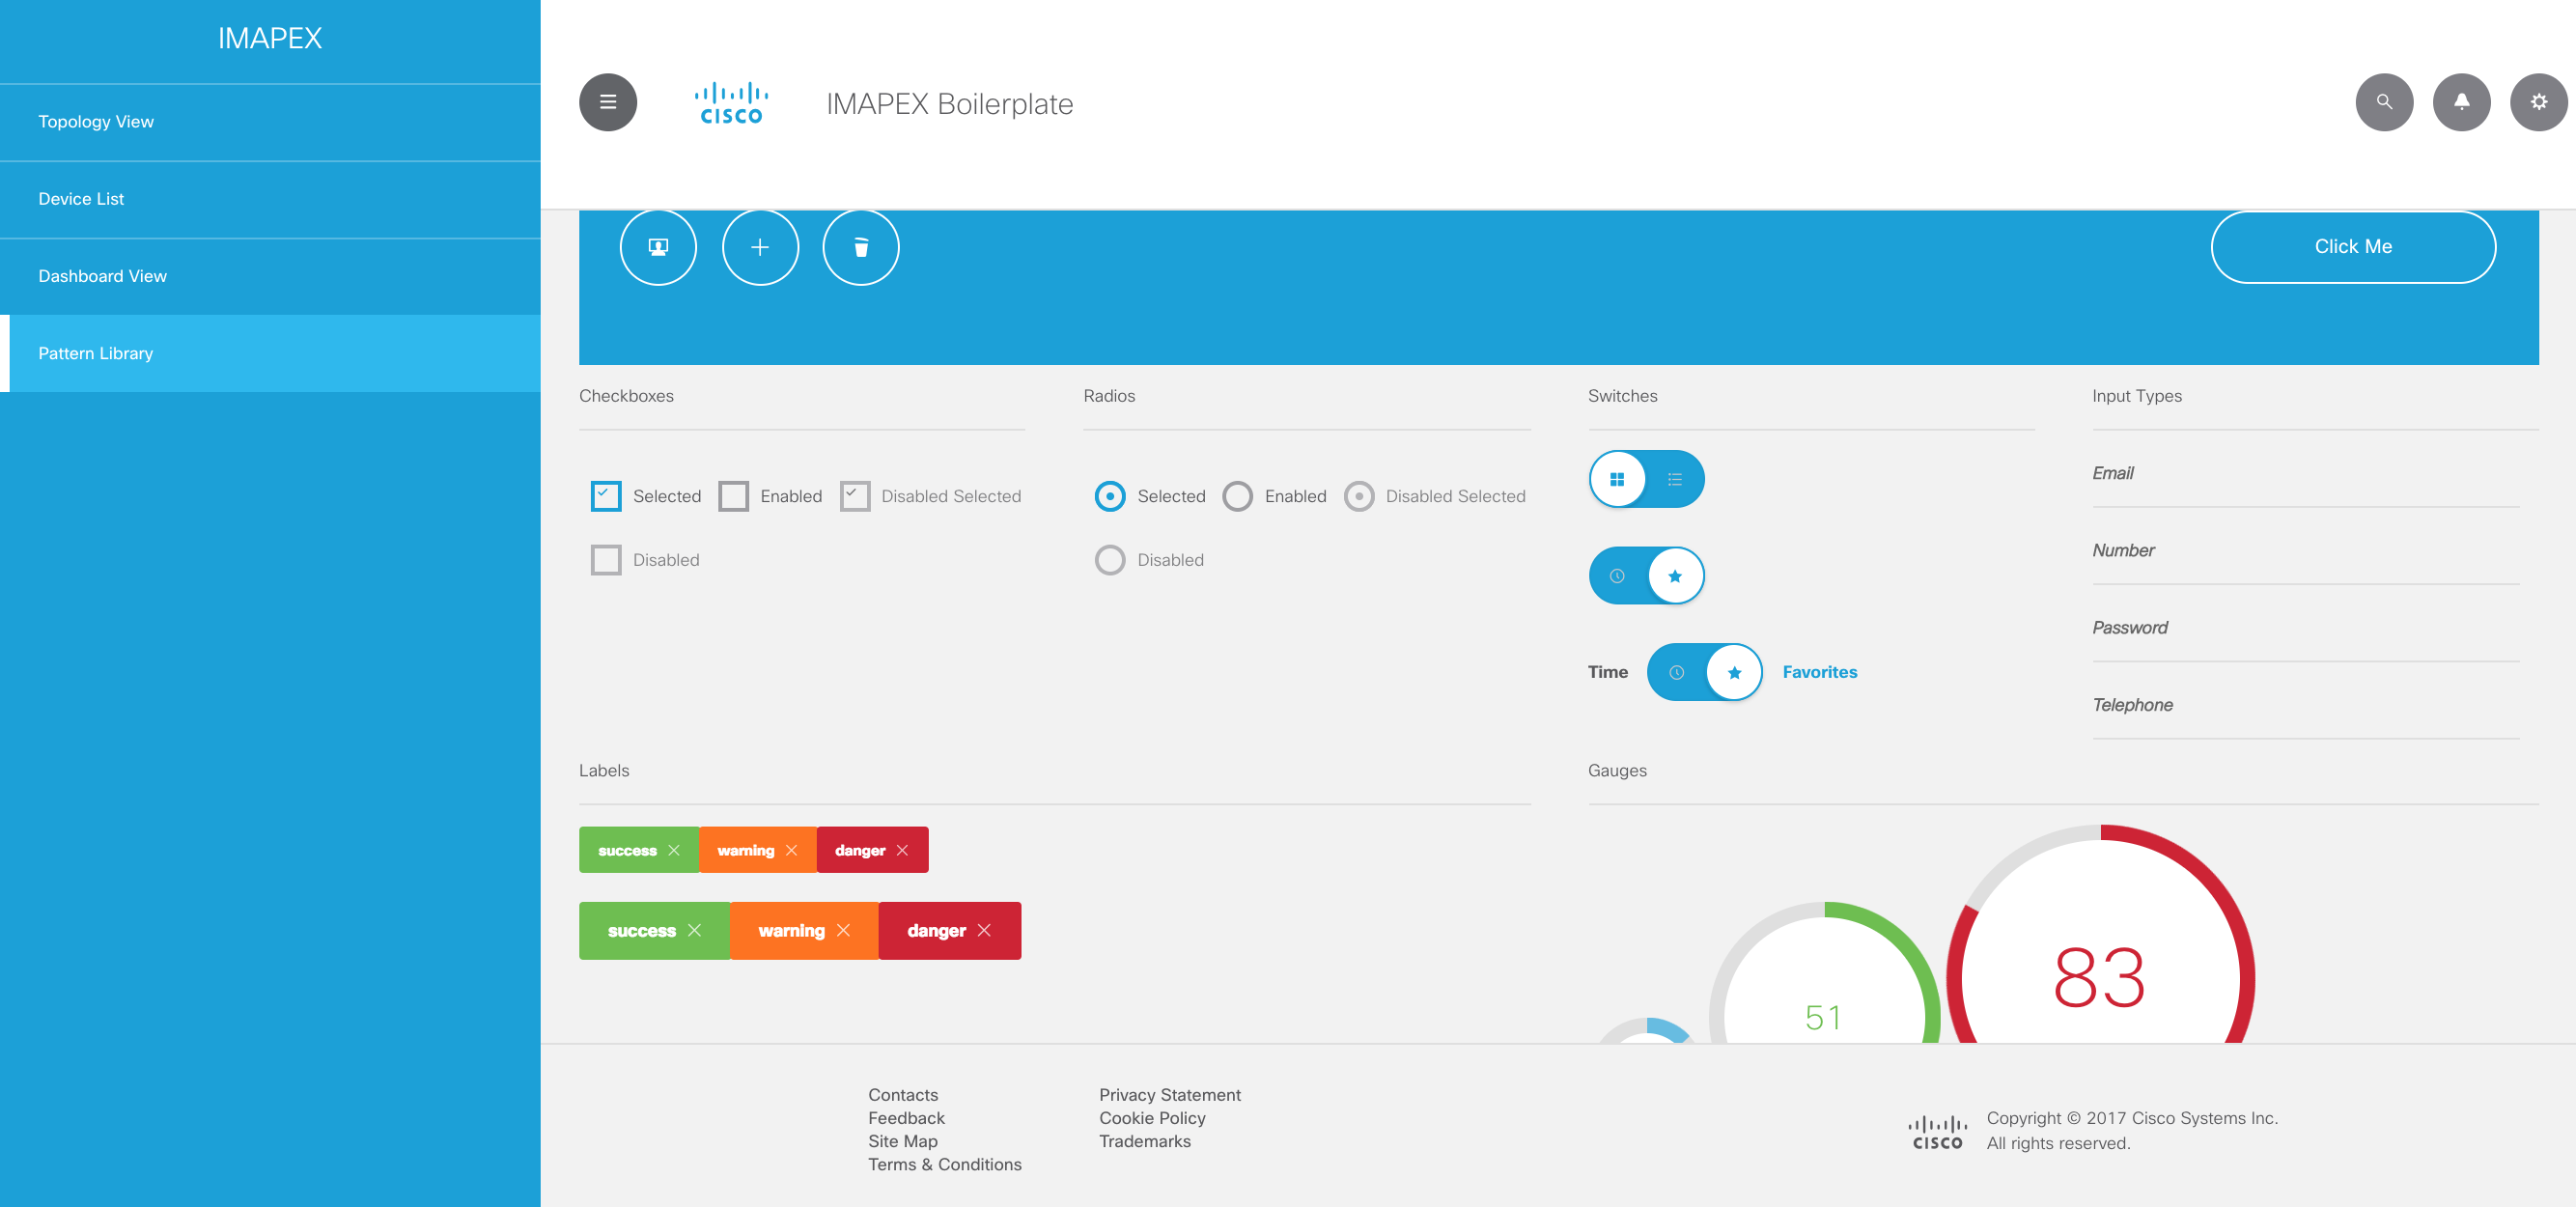 IMAPEX
Topology View
Device List
Dashboard View
Pattern Library
CISCO
IMAPEX Boilerplate
Click Me
Checkboxes
Selected
Enabled
Disabled Selected
Disabled
Radios
Selected
Enabled
Disabled Selected
Disabled
Switches
Time
Favorites
Input Types
Email
Number
Password
Telephone
Labels
success
warning
danger
success
warning
danger
Gauges
51
83
Contacts
Feedback
Site Map
Terms & Conditions
Privacy Statement
Cookie Policy
Trademarks
CISCO
Copyright © 2017 Cisco Systems Inc.
All rights reserved.